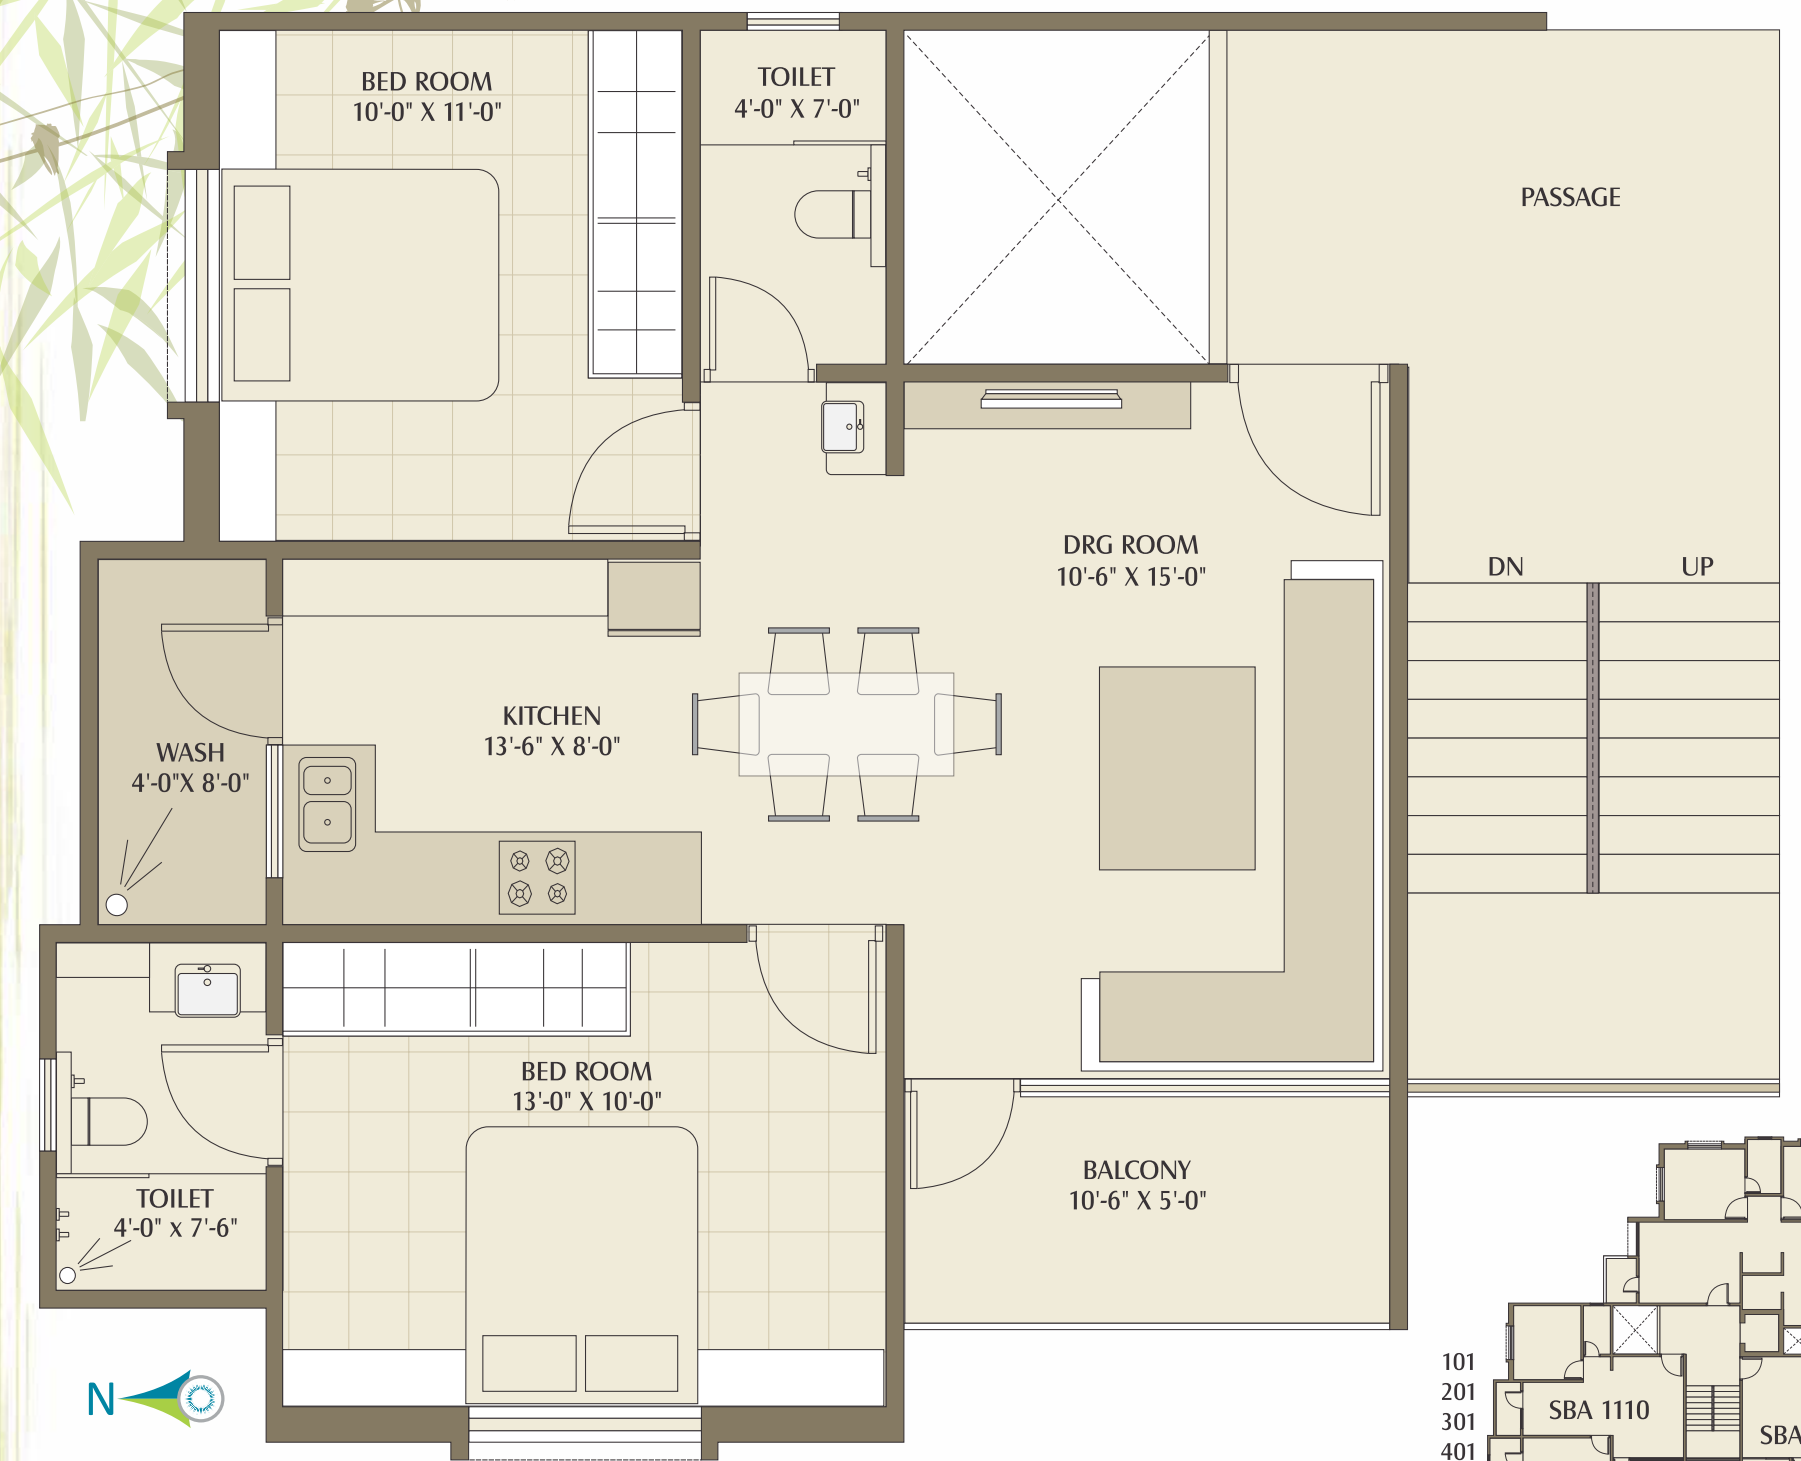 BED ROOM
10'-0" X 11'-0"
TOILET
4'-0" X 7'-0"
PASSAGE
DRG ROOM
10'-6" X 15'-0"
DN
UP
KITCHEN
13'-6" X 8'-0"
WASH
4'-0"X 8'-0"
BED ROOM
13'-0" X 10'-0"
BALCONY
10'-6" X 5'-0"
TOILET
4'-0" x 7'-6"
N
101
201
301
401
SBA 1110
SBA